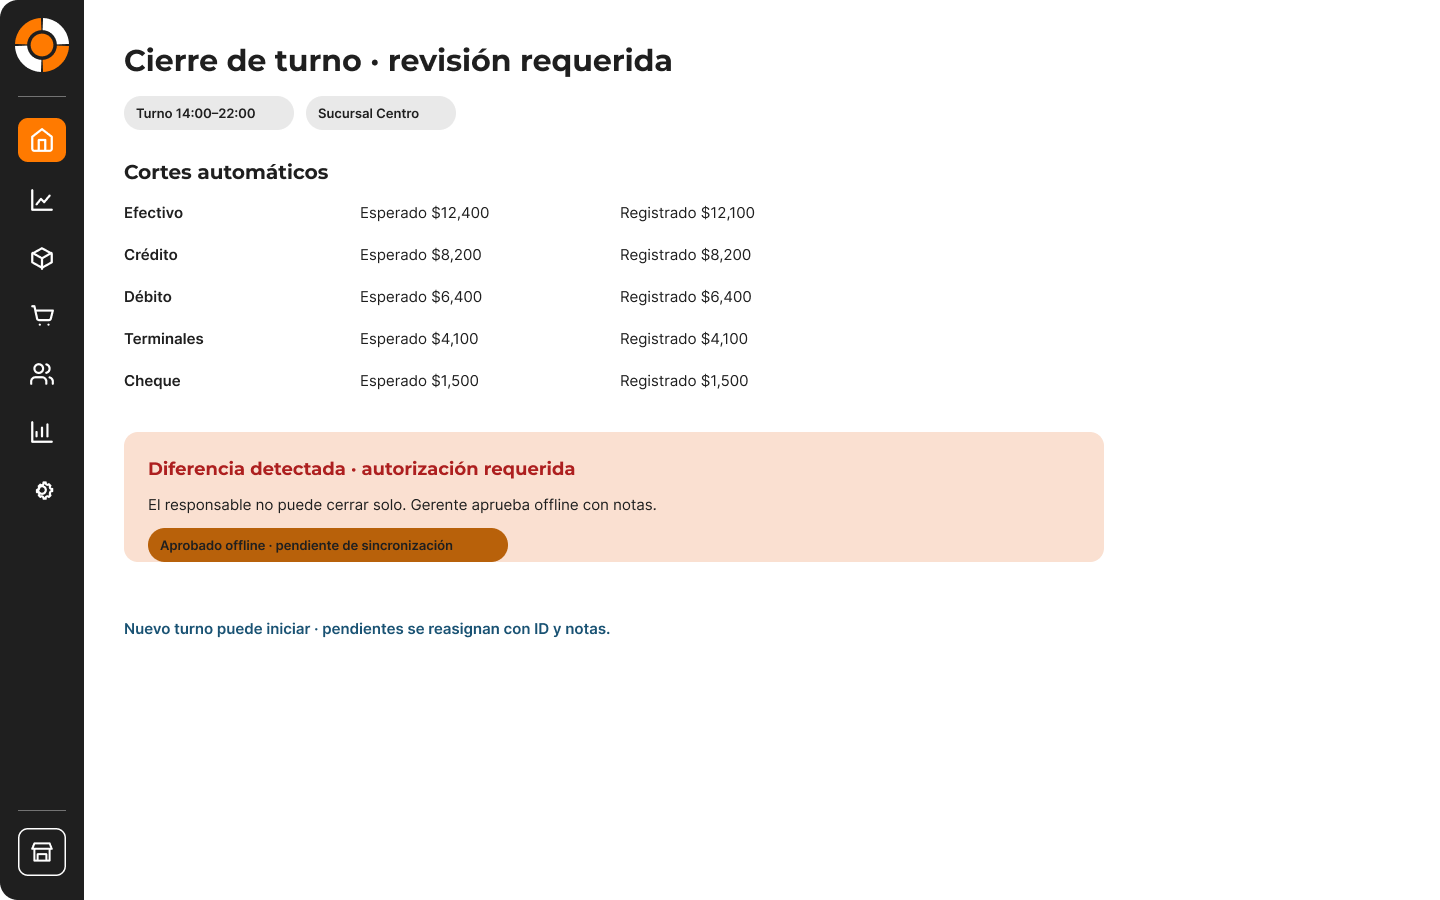 Cierre de turno · revisión requerida
Turno 14:00–22:00 Sucursal Centro
Cortes automáticos
Efectivo Esperado $12,400 Registrado $12,100
Crédito Esperado $8,200 Registrado $8,200
Débito Esperado $6,400 Registrado $6,400
Terminales Esperado $4,100 Registrado $4,100
Cheque Esperado $1,500 Registrado $1,500
Diferencia detectada · autorización requerida
El responsable no puede cerrar solo. Gerente aprueba offline con notas.
Aprobado offline · pendiente de sincronización
Nuevo turno puede iniciar · pendientes se reasignan con ID y notas.